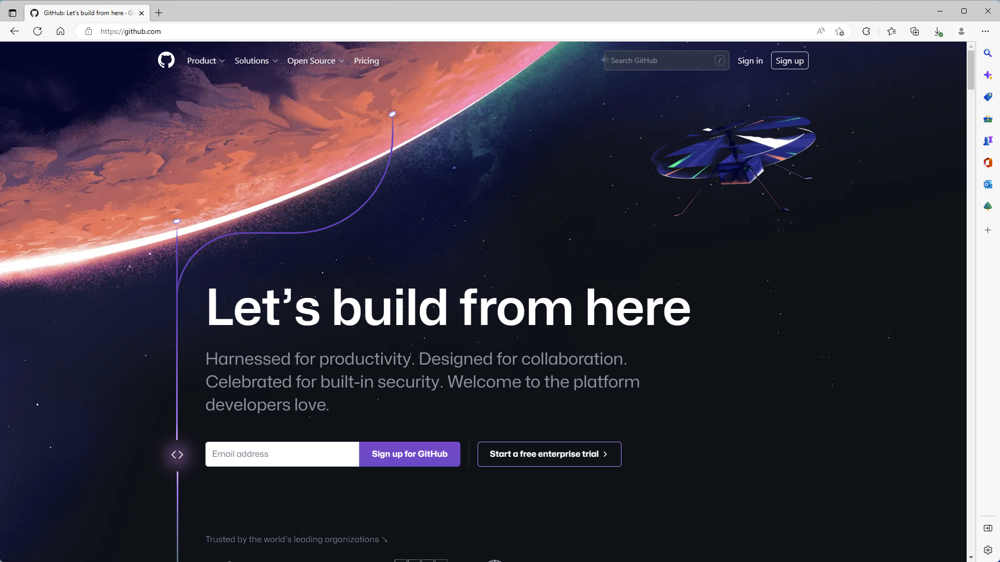 GitHub: Let's build from here · Gi
https://github.com
Product
Solutions
Open Source
Pricing
Search GitHub
/
Sign in
Sign up
Let’s build from here
Harnessed for productivity. Designed for collaboration.
Celebrated for built-in security. Welcome to the platform
developers love.
Email address
Sign up for GitHub
Start a free enterprise trial
Trusted by the world’s leading organizations ↘